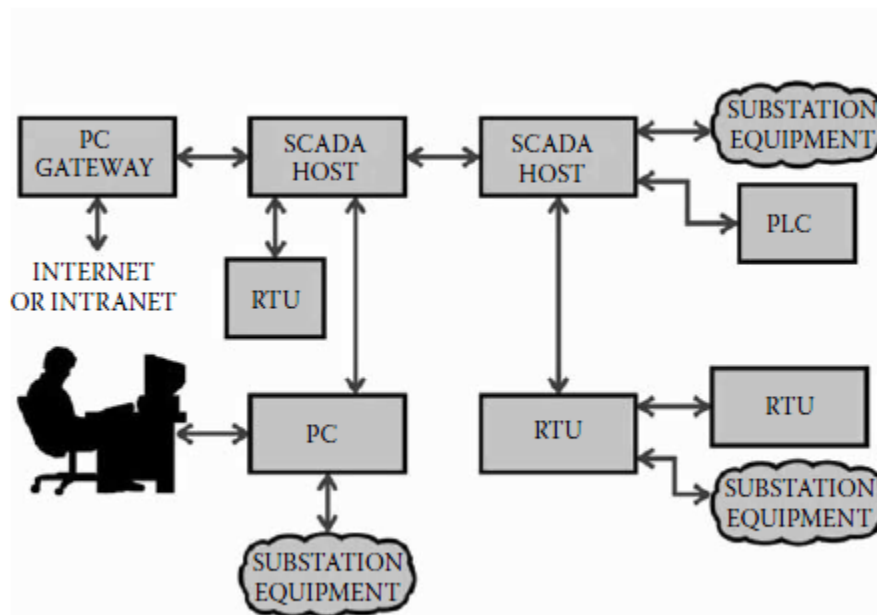 SUBSTATION
EQUIPMENT
PC
GATEWAY
SCADA
HOST
SCADA
HOST
PLC
INTERNET
OR INTRANET
RTU
PC
RTU
RTU
SUBSTATION
EQUIPMENT
SUBSTATION
EQUIPMENT